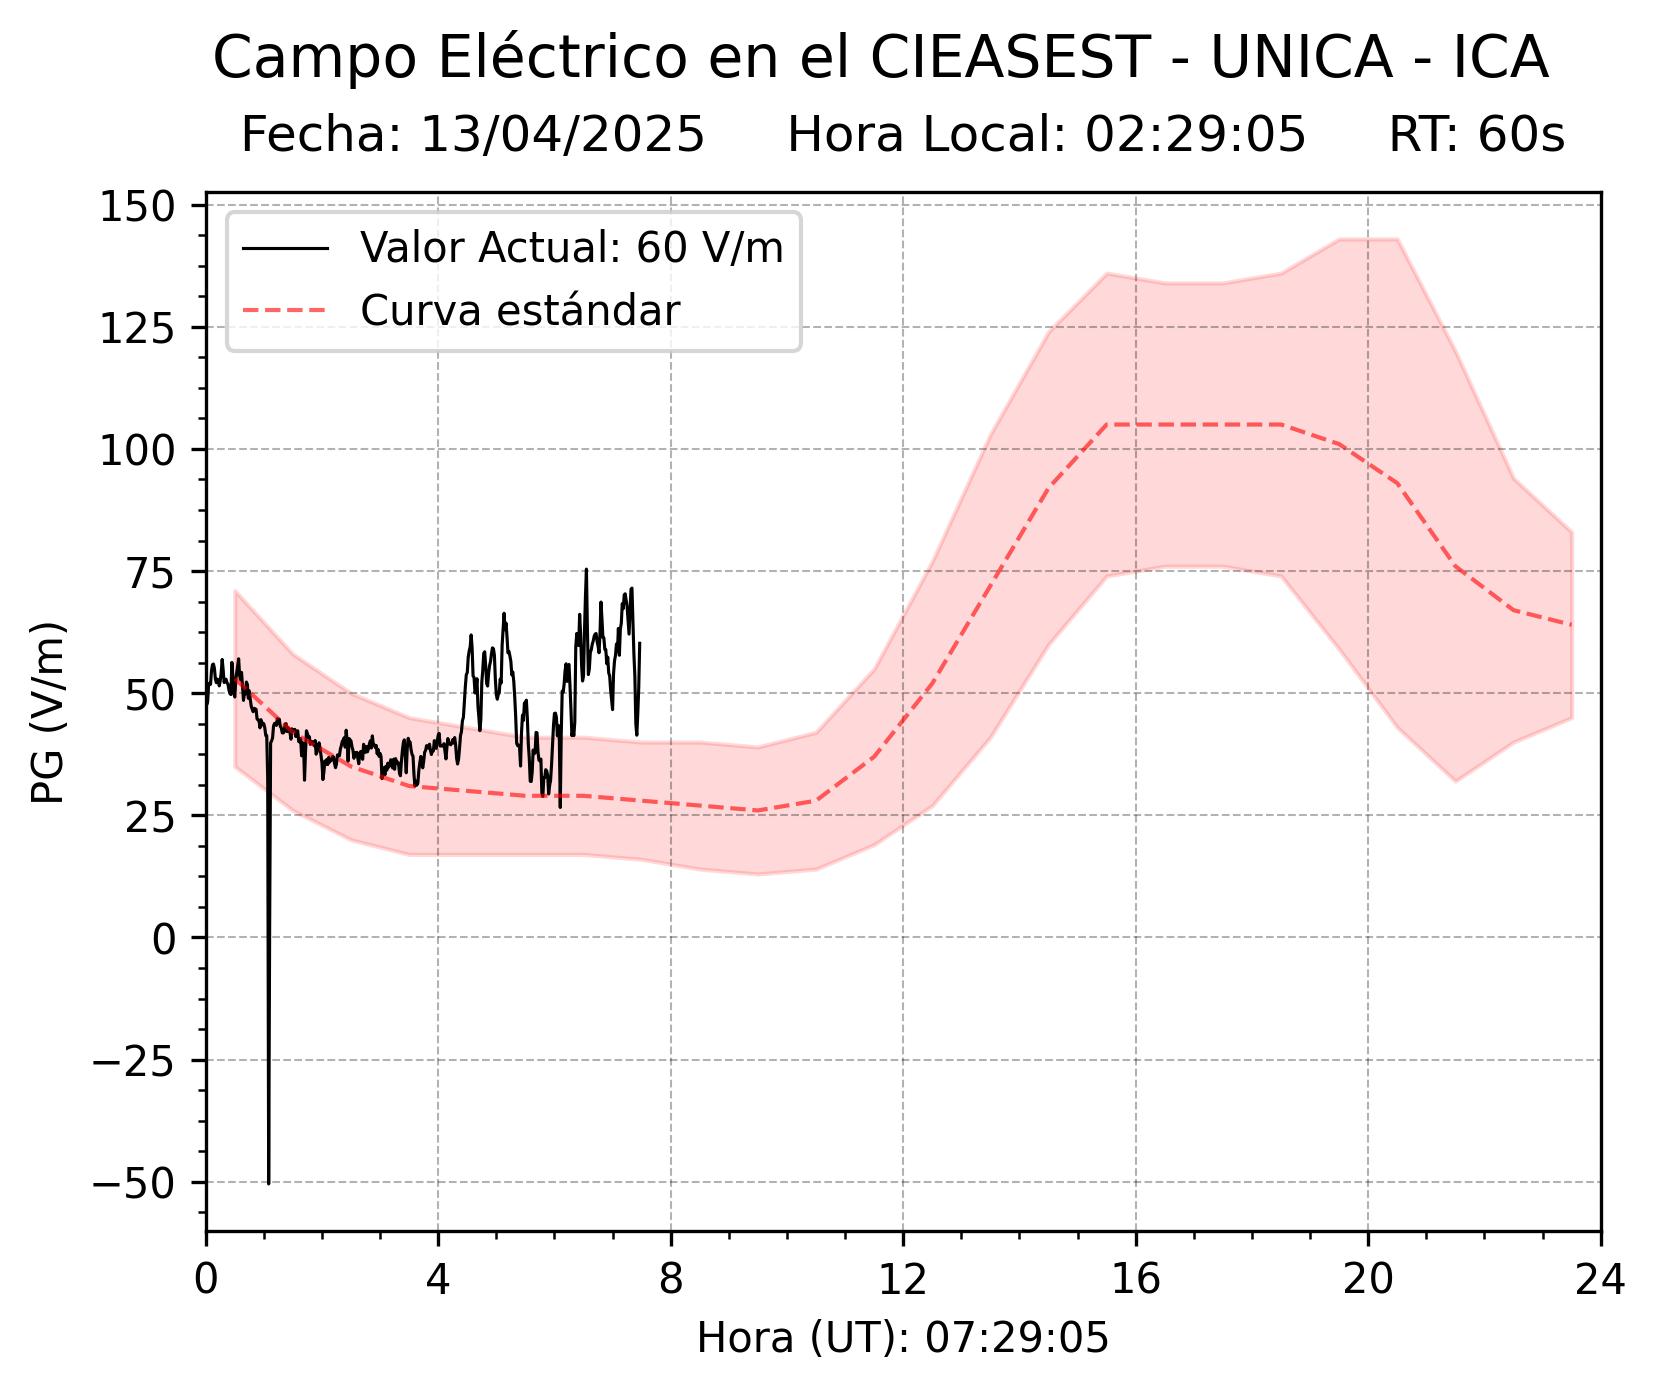 Campo Eléctrico en el CIEASEST - UNICA - ICA
Fecha: 13/04/2025 Hora Local: 02:29:05 RT: 60s
Valor Actual: 60 V/m
Curva estándar
PG (V/m)
150
125
100
75
50
25
0
−25
−50
0 4 8 12 16 20 24
Hora (UT): 07:29:05